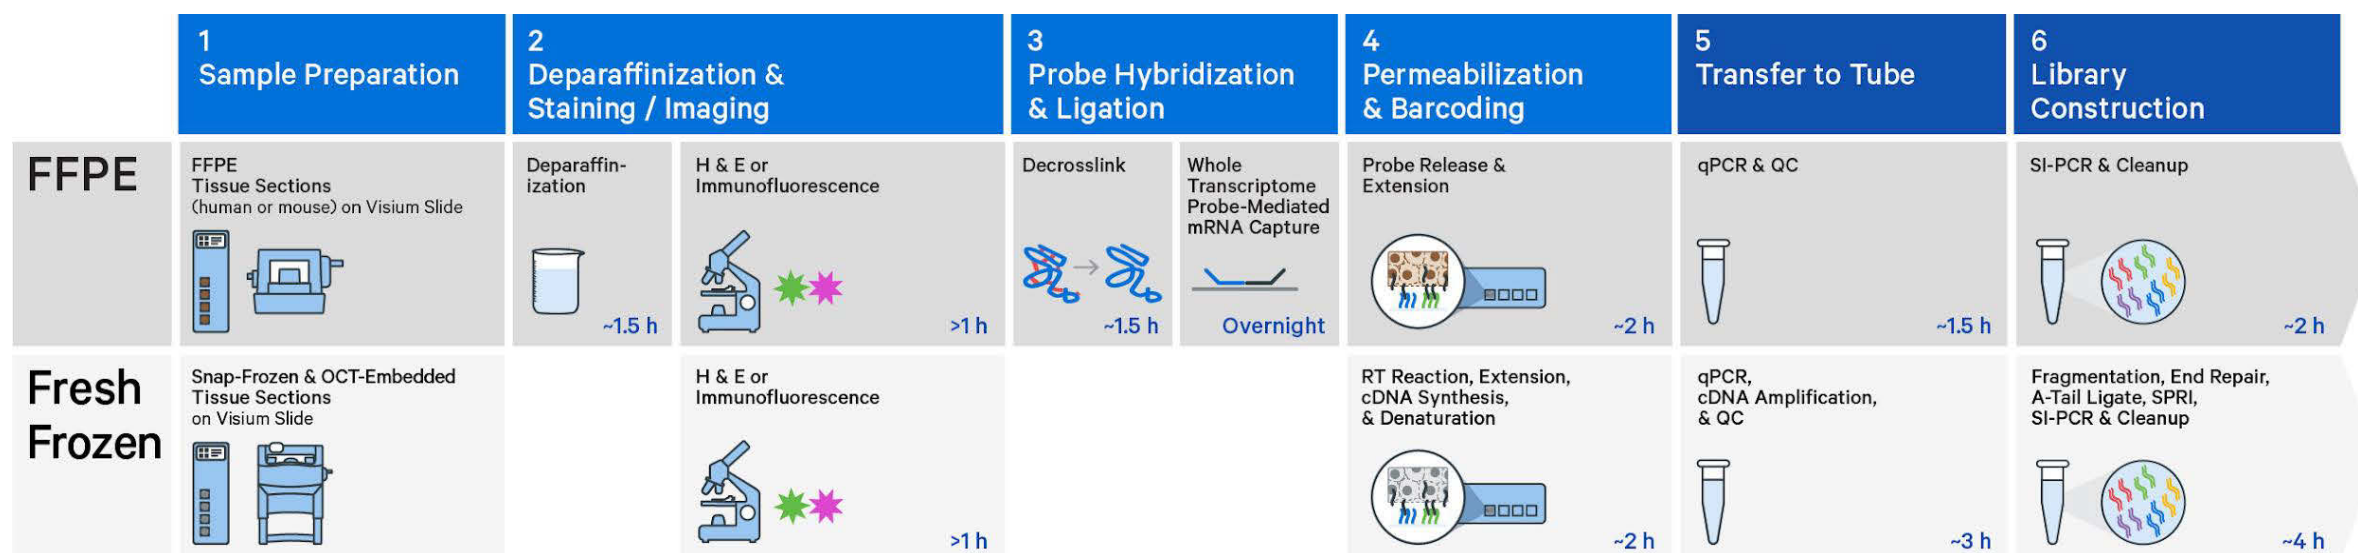 1
Sample Preparation
2
Deparaffinization &
Staining / Imaging
3
Probe Hybridization
& Ligation
4
Permeabilization
& Barcoding
5
Transfer to Tube
6
Library
Construction
FFPE
FFPE
Tissue Sections
(human or mouse) on Visium Slide
Deparaffin-
ization
~1.5 h
H & E or
Immunofluorescence
>1 h
Decrosslink
~1.5 h
Whole
Transcriptome
Probe-Mediated
mRNA Capture
Overnight
Probe Release &
Extension
~2 h
qPCR & QC
~1.5 h
SI-PCR & Cleanup
~2 h
Fresh
Frozen
Snap-Frozen & OCT-Embedded
Tissue Sections
on Visium Slide
H & E or
Immunofluorescence
>1 h
RT Reaction, Extension,
cDNA Synthesis,
& Denaturation
~2 h
qPCR,
cDNA Amplification,
& QC
~3 h
Fragmentation, End Repair,
A-Tail Ligate, SPRI,
SI-PCR & Cleanup
~4 h